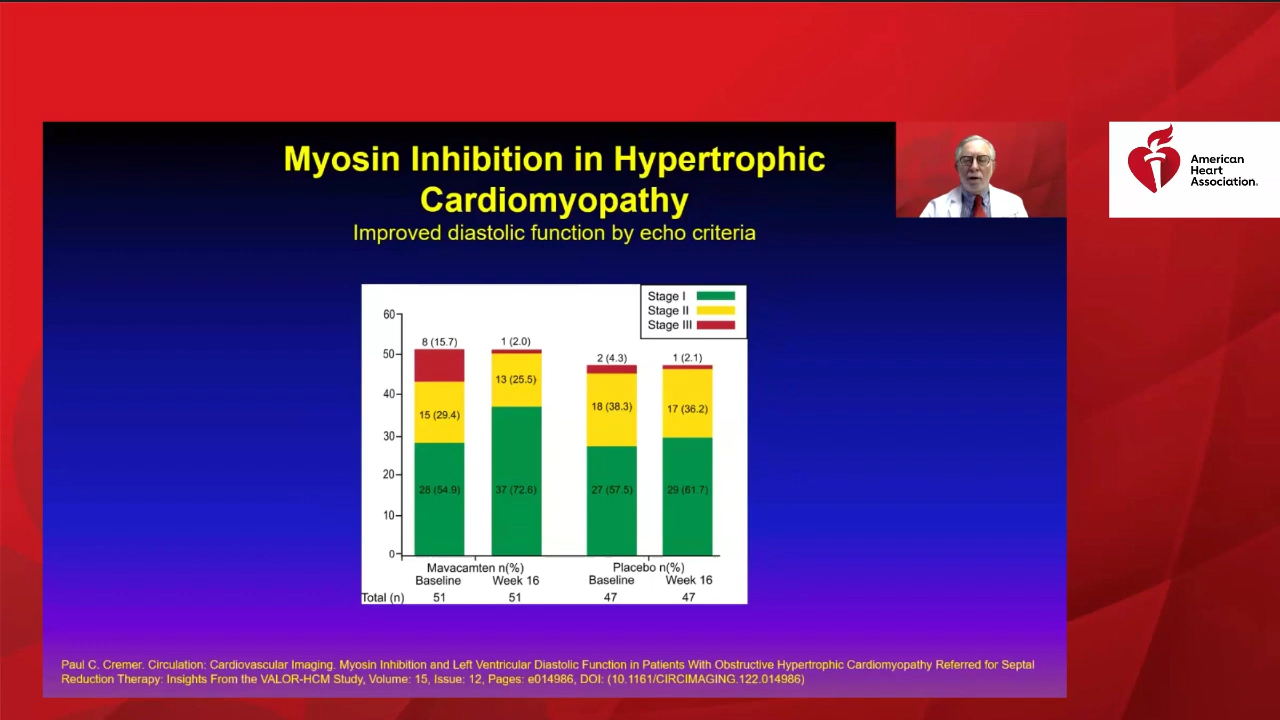 Myosin Inhibition in Hypertrophic
Cardiomyopathy
Improved diastolic function by echo criteria
American
Heart
Association.
Stage I
Stage II
Stage III
60
50
40
30
20
10
0
8 (15.7)
15 (29.4)
28 (54.9)
1 (2.0)
13 (25.5)
37 (72.6)
2 (4.3)
18 (38.3)
27 (57.5)
1 (2.1)
17 (36.2)
29 (61.7)
Mavacamten n(%)
Placebo n(%)
Baseline Week 16 Baseline Week 16
Total (n) 51 51 47 47
Paul C. Cremer. Circulation: Cardiovascular Imaging. Myosin Inhibition and Left Ventricular Diastolic Function in Patients With Obstructive Hypertrophic Cardiomyopathy Referred for Septal
Reduction Therapy: Insights From the VALOR-HCM Study, Volume: 15, Issue: 12, Pages: e014986, DOI: (10.1161/CIRCIMAGING.122.014986)